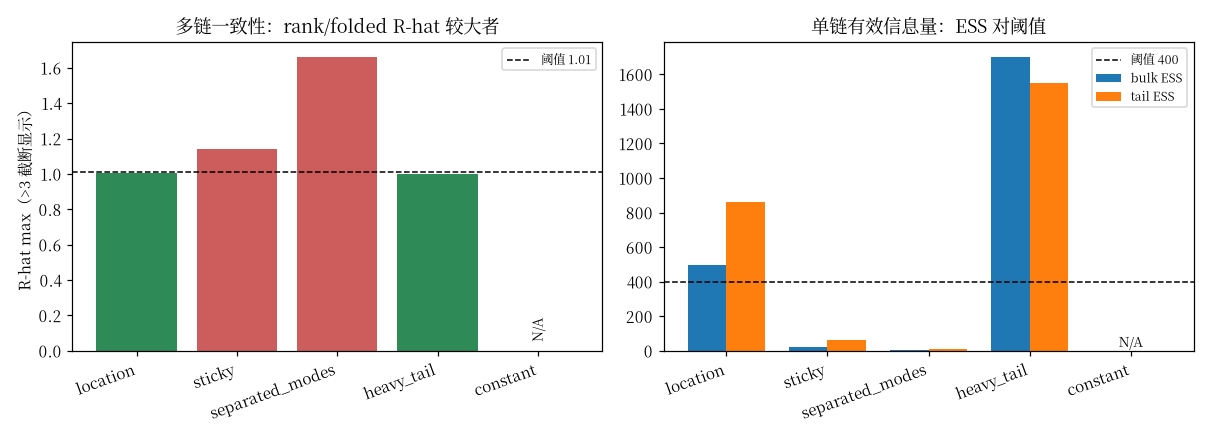 多链一致性：rank/folded R-hat 较大者
R-hat max（>3 截断显示）
1.6
1.4
1.2
1.0
0.8
0.6
0.4
0.2
0.0
阈值 1.01
N/A
location
sticky
separated_modes
heavy_tail
constant
单链有效信息量：ESS 对阈值
1600
1400
1200
1000
800
600
400
200
0
阈值 400
bulk ESS
tail ESS
N/A
location
sticky
separated_modes
heavy_tail
constant